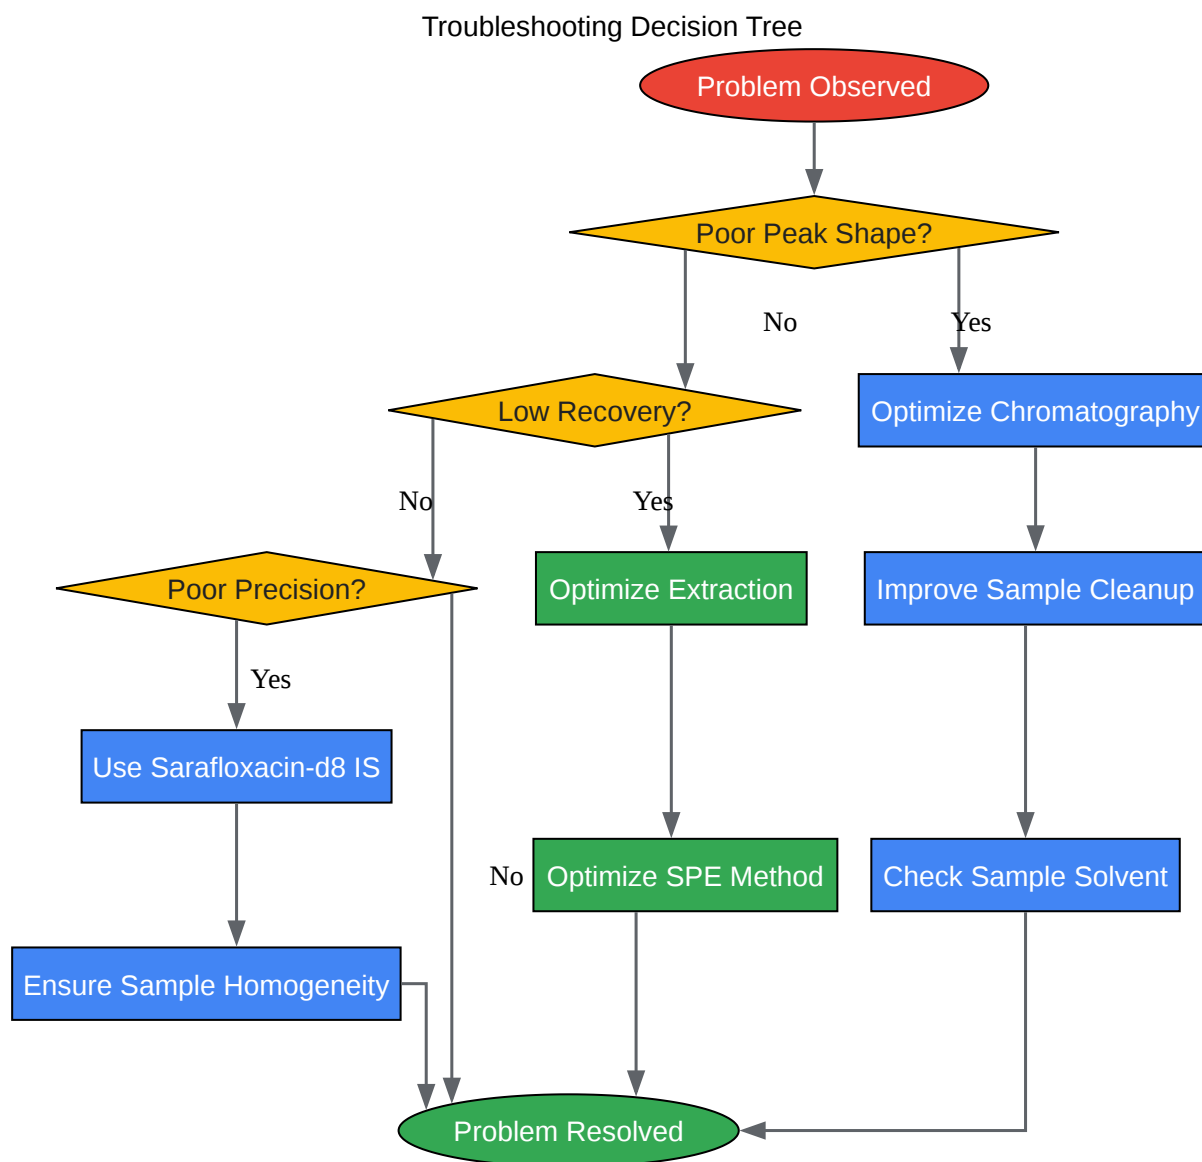 Troubleshooting Decision Tree
Problem Observed
Poor Peak Shape?
No
Yes
Low Recovery?
Optimize Chromatography
No
Yes
Poor Precision?
Optimize Extraction
Improve Sample Cleanup
Yes
Use Sarafloxacin-d8 IS
No
Optimize SPE Method
Check Sample Solvent
Ensure Sample Homogeneity
Problem Resolved